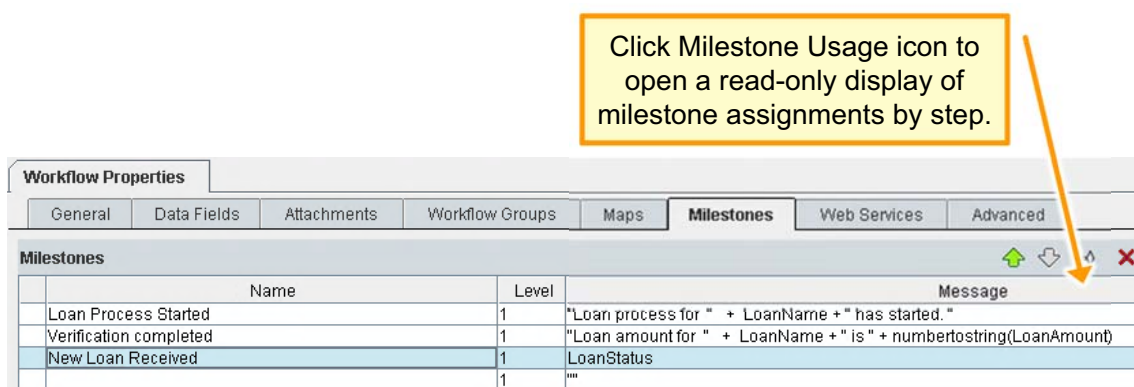 Click Milestone Usage icon to
open a read-only display of
milestone assignments by step.
Workflow Properties
General Data Fields Attachments Workflow Groups Maps Milestones Web Services Advanced
Milestones
Name Level Message
Loan Process Started 1 "Loan process for " + LoanName + " has started. "
Verification completed 1 "Loan amount for " + LoanName + " is " + numbertostring(LoanAmount)
New Loan Received 1 LoanStatus
1 ""